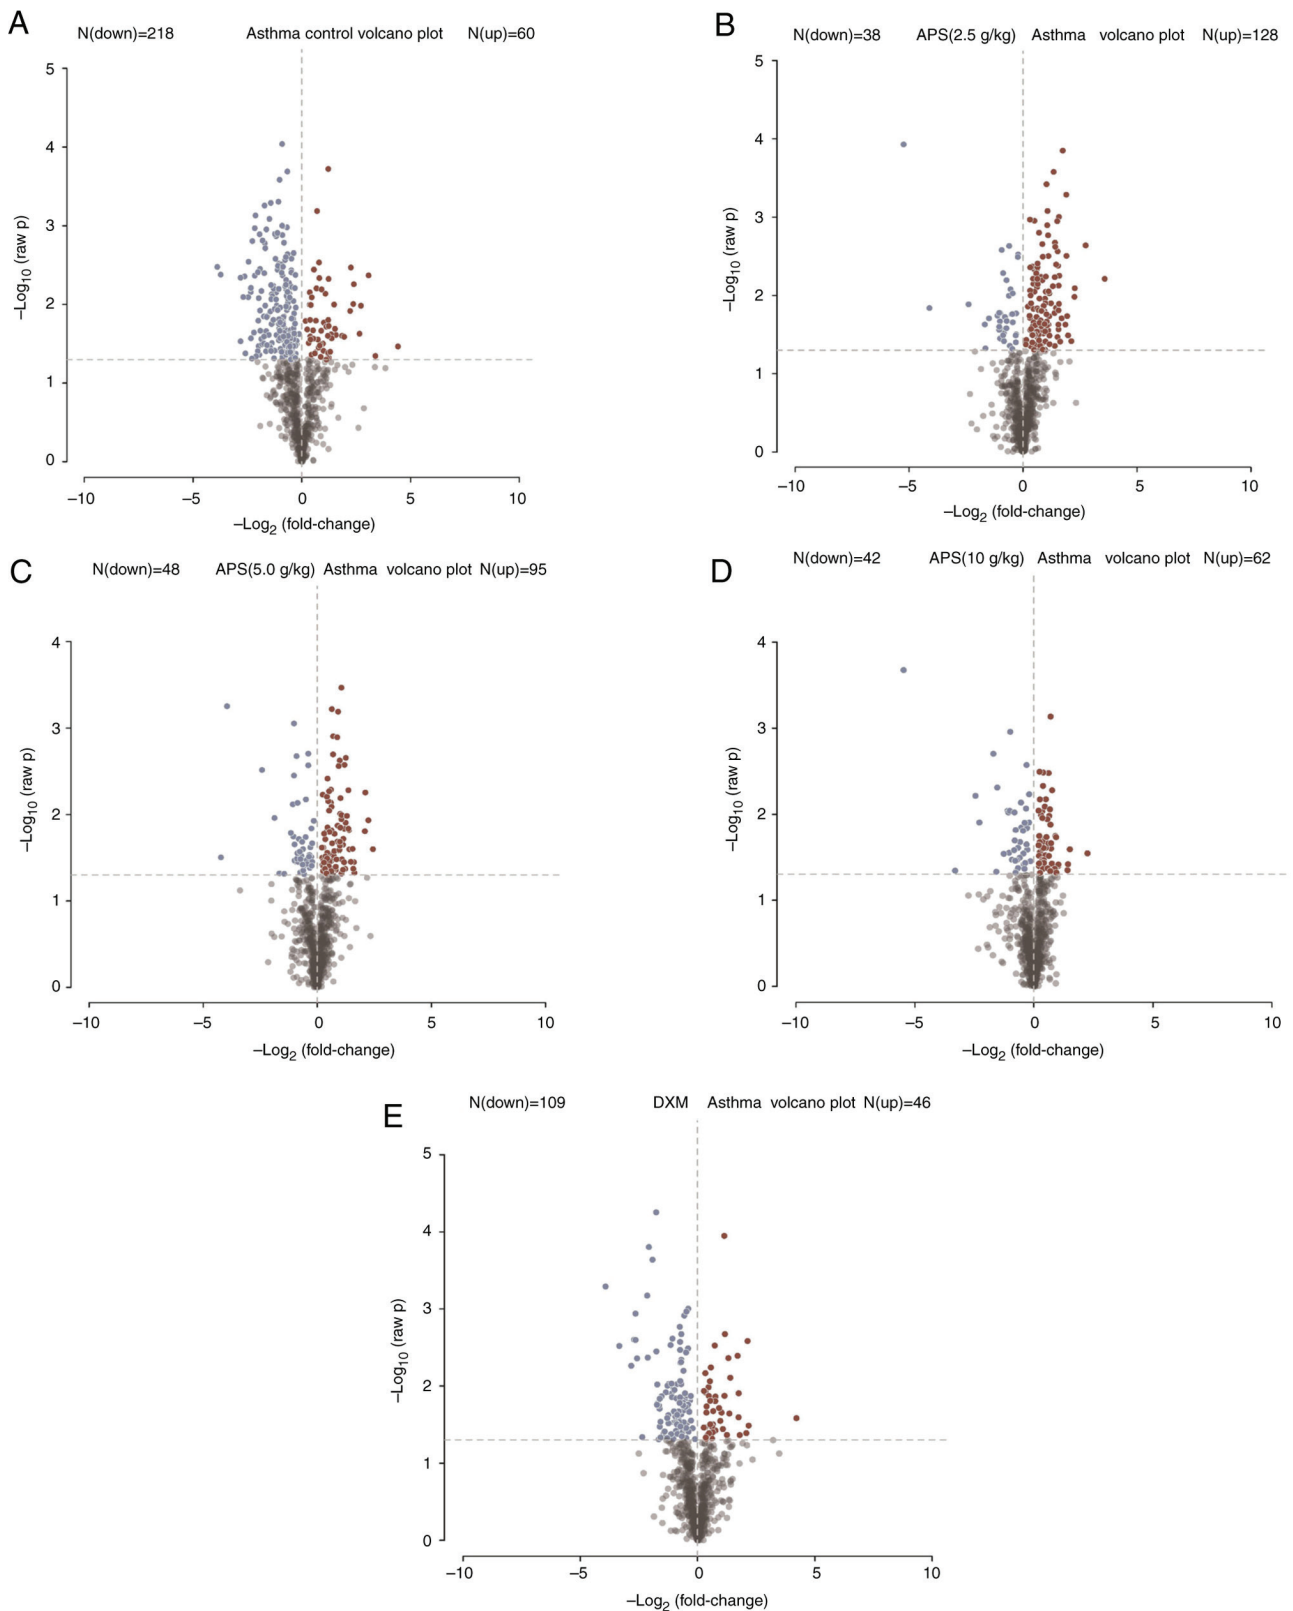 A
N(down)=218 Asthma control volcano plot N(up)=60
5
4
3
2
1
0
–Log10 (raw p)
–10 –5 0 5 10
–Log2 (fold-change)
B
N(down)=38 APS(2.5 g/kg) Asthma volcano plot N(up)=128
5
4
3
2
1
0
–Log10 (raw p)
–10 –5 0 5 10
–Log2 (fold-change)
C
N(down)=48 APS(5.0 g/kg) Asthma volcano plot N(up)=95
4
3
2
1
0
–Log10 (raw p)
–10 –5 0 5 10
–Log2 (fold-change)
D
N(down)=42 APS(10 g/kg) Asthma volcano plot N(up)=62
4
3
2
1
0
–Log10 (raw p)
–10 –5 0 5 10
–Log2 (fold-change)
E
N(down)=109 DXM Asthma volcano plot N(up)=46
5
4
3
2
1
0
–Log10 (raw p)
–10 –5 0 5 10
–Log2 (fold-change)